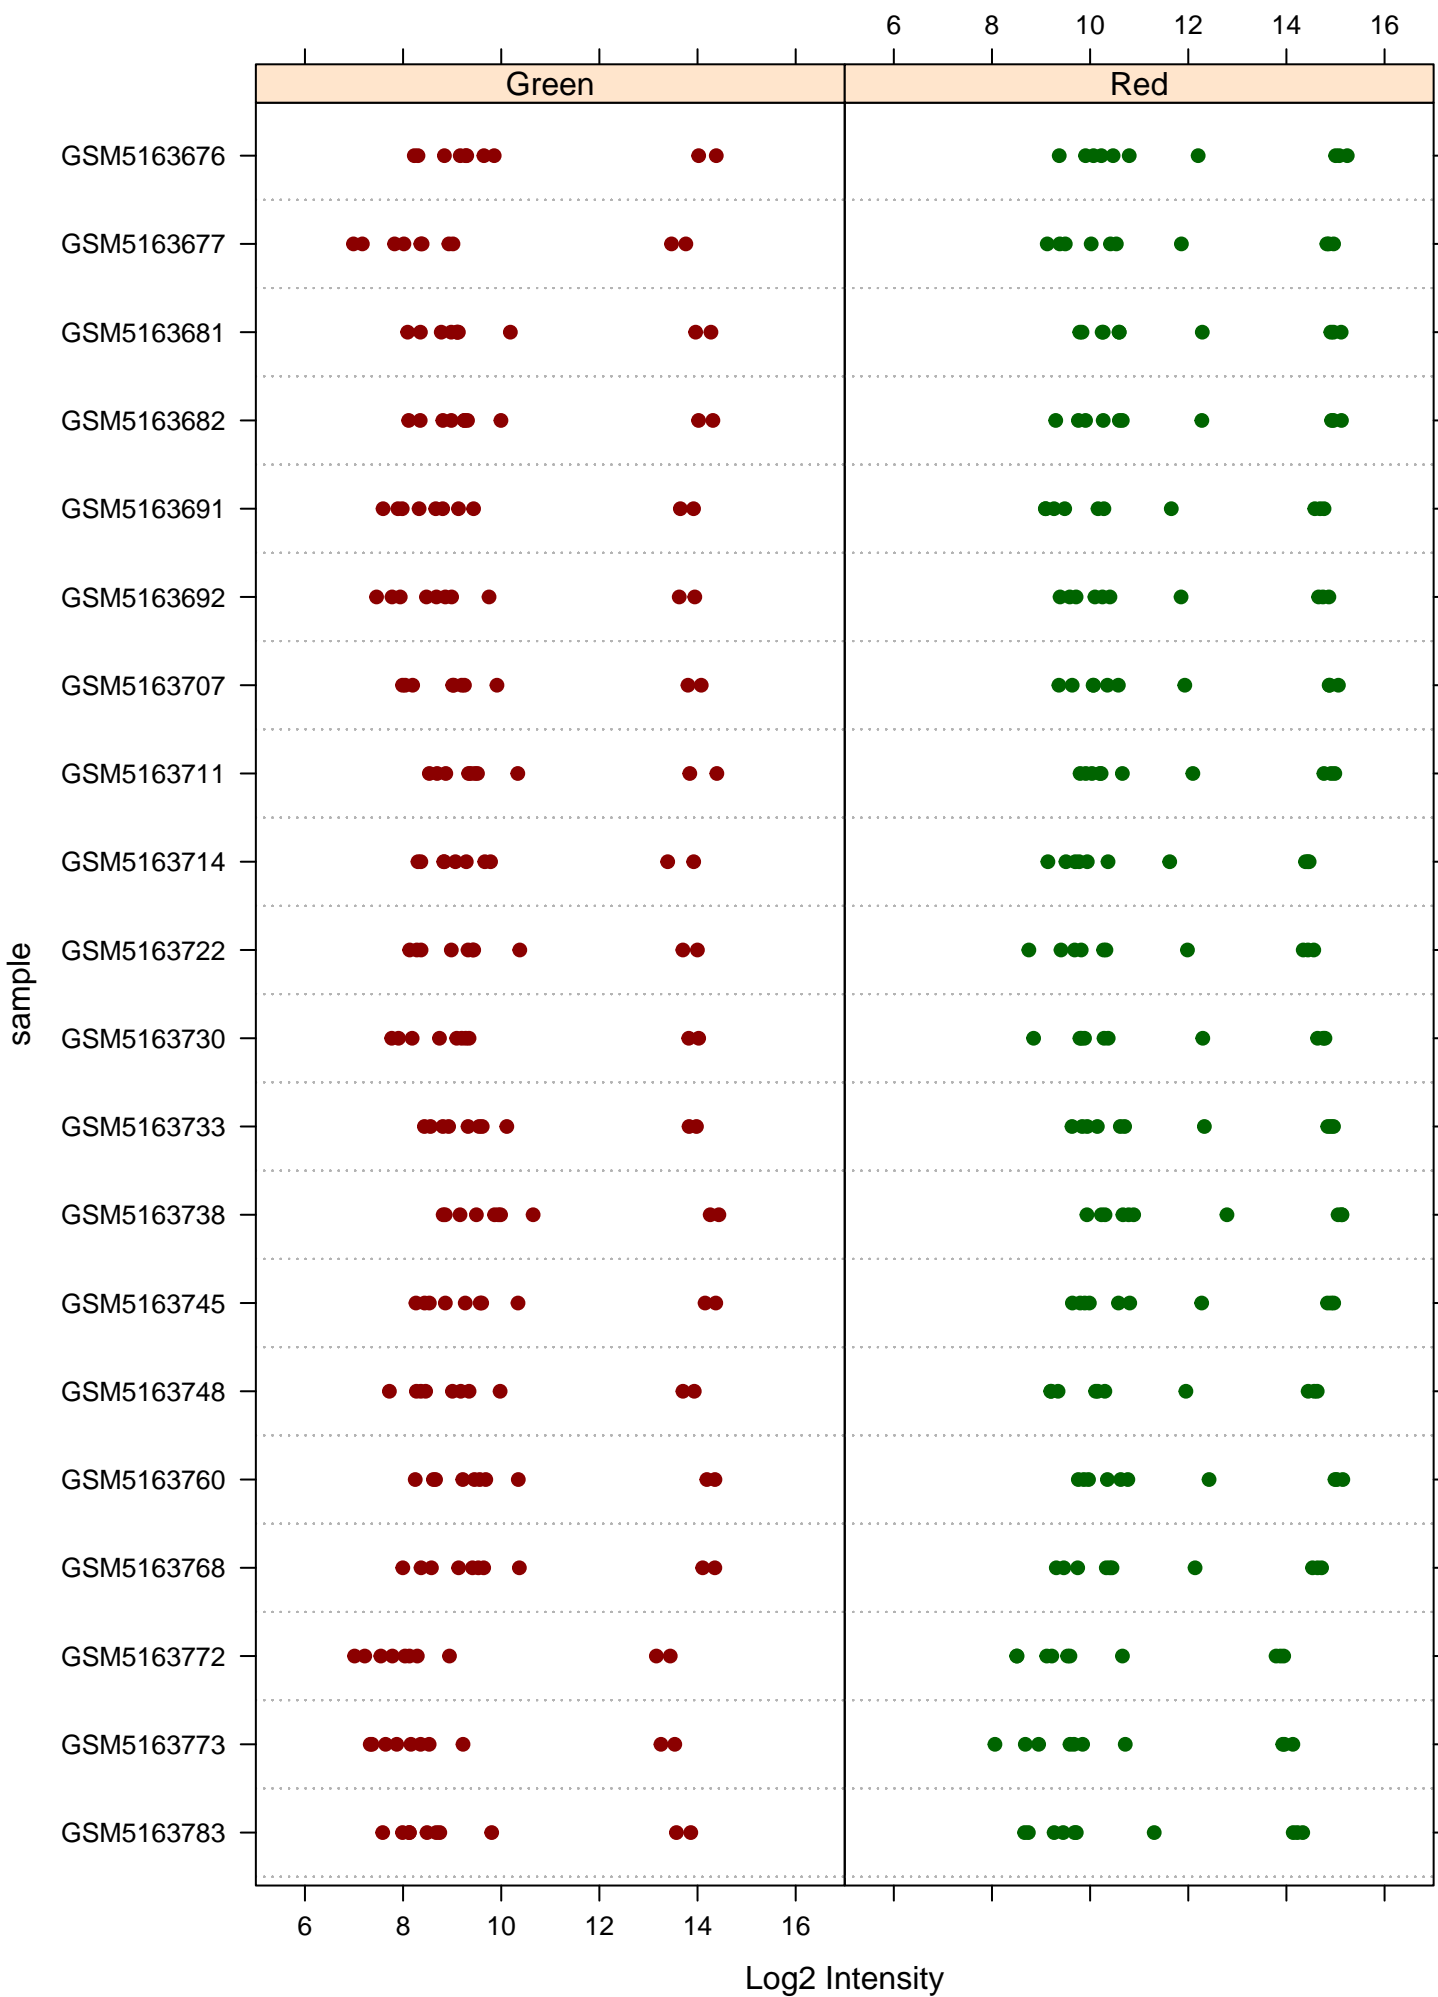 6 8 10 12 14 16
Green Red
GSM5163676
GSM5163677
GSM5163681
GSM5163682
GSM5163691
GSM5163692
GSM5163707
GSM5163711
GSM5163714
GSM5163722
GSM5163730
GSM5163733
GSM5163738
GSM5163745
GSM5163748
GSM5163760
GSM5163768
GSM5163772
GSM5163773
GSM5163783
sample
6 8 10 12 14 16
Log2 Intensity